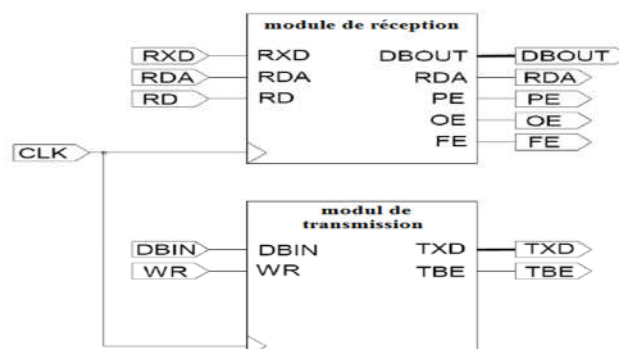 module de réception
RXD RXD DBOUT DBOUT
RDA RDA RDA RDA
RD RD PE PE
OE OE
FE FE
CLK
modul de
transmission
DBIN DBIN TXD TXD
WR WR TBE TBE